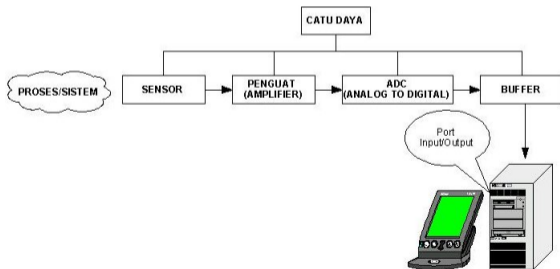 CATU DAYA
PROSES/SISTEM
SENSOR
PENGUAT
(AMPLIFIER)
ADC
(ANALOG TO DIGITAL)
BUFFER
Port
Input/Output